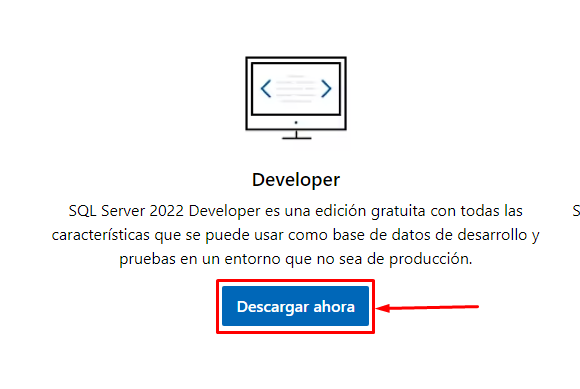 Developer
SQL Server 2022 Developer es una edición gratuita con todas las
características que se puede usar como base de datos de desarrollo y
pruebas en un entorno que no sea de producción.
Descargar ahora
S